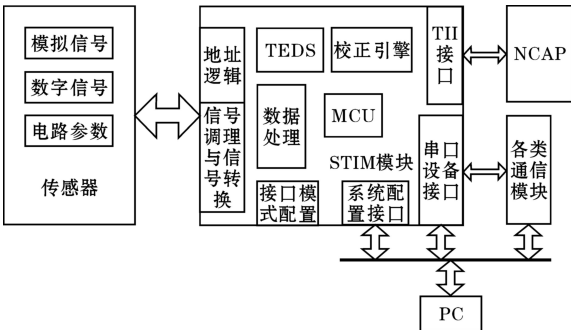 模拟信号
数字信号
电路参数
传感器
地址
逻辑
信号
调理
与信
号转
换
TEDS
校正引擎
数据
处理
MCU
STIM模块
接口模
式配置
系统配
置接口
TII
接
口
串口
设备
接口
NCAP
各类
通信
模块
PC